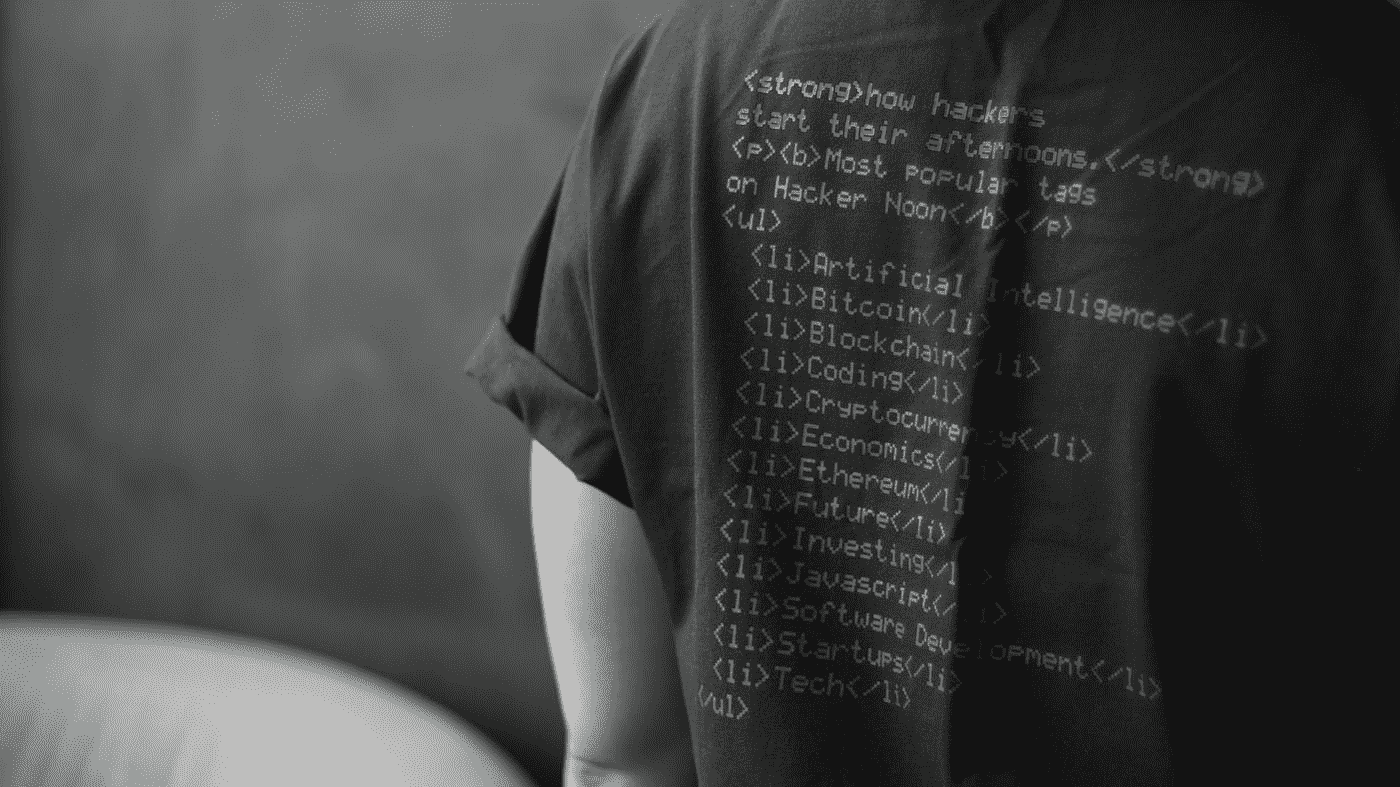 <strong>how hackers
start their afternoons.</strong>
<p><b>Most popular tags
on Hacker Noon</b></p>
<ul>
<li>Artificial Intelligence</li>
<li>Bitcoin</li>
<li>Blockchain</li>
<li>Coding</li>
<li>Cryptocurrency</li>
<li>Economics</li>
<li>Ethereum</li
<li>Future</li>
<li>Investing</l >
<li>Javascript</ >
<li>Software Development</li>
<li>Startups</li>
<li>Tech</li>
</ul>